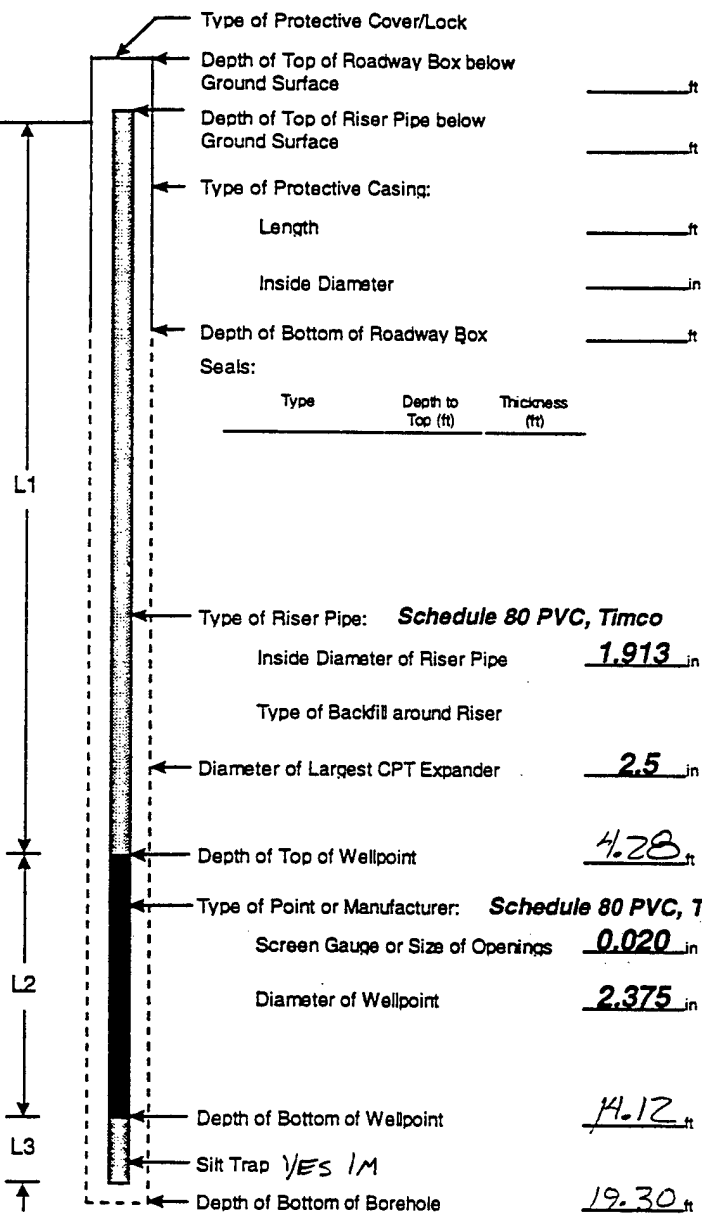 Type of Protective Cover/Lock
Depth of Top of Roadway Box below
Ground Surface ft
Depth of Top of Riser Pipe below
Ground Surface ft
Type of Protective Casing:
Length ft
Inside Diameter in
Depth of Bottom of Roadway Box ft
Seals:
Type Depth to Top (ft) Thickness (ft)
L1
Type of Riser Pipe: Schedule 80 PVC, Timco
Inside Diameter of Riser Pipe 1.913 in
Type of Backfill around Riser
Diameter of Largest CPT Expander 2.5 in
Depth of Top of Wellpoint 4.28 ft
Type of Point or Manufacturer: Schedule 80 PVC, T
Screen Gauge or Size of Openings 0.020 in
L2
Diameter of Wellpoint 2.375 in
Depth of Bottom of Wellpoint 14.12 ft
L3
Silt Trap YES 1M
Depth of Bottom of Borehole 19.30 ft